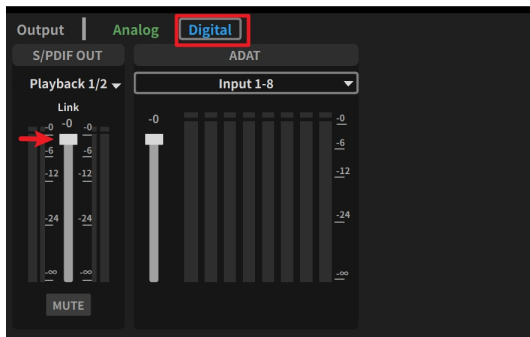 Output Analog Digital
S/PDIF OUT ADAT
Playback 1/2 Input 1-8
Link
-0 -0 -0 -0 -0
-6 -6 -6
-12 -12 -12
-24 -24 -24
-∞ -∞ -∞
MUTE